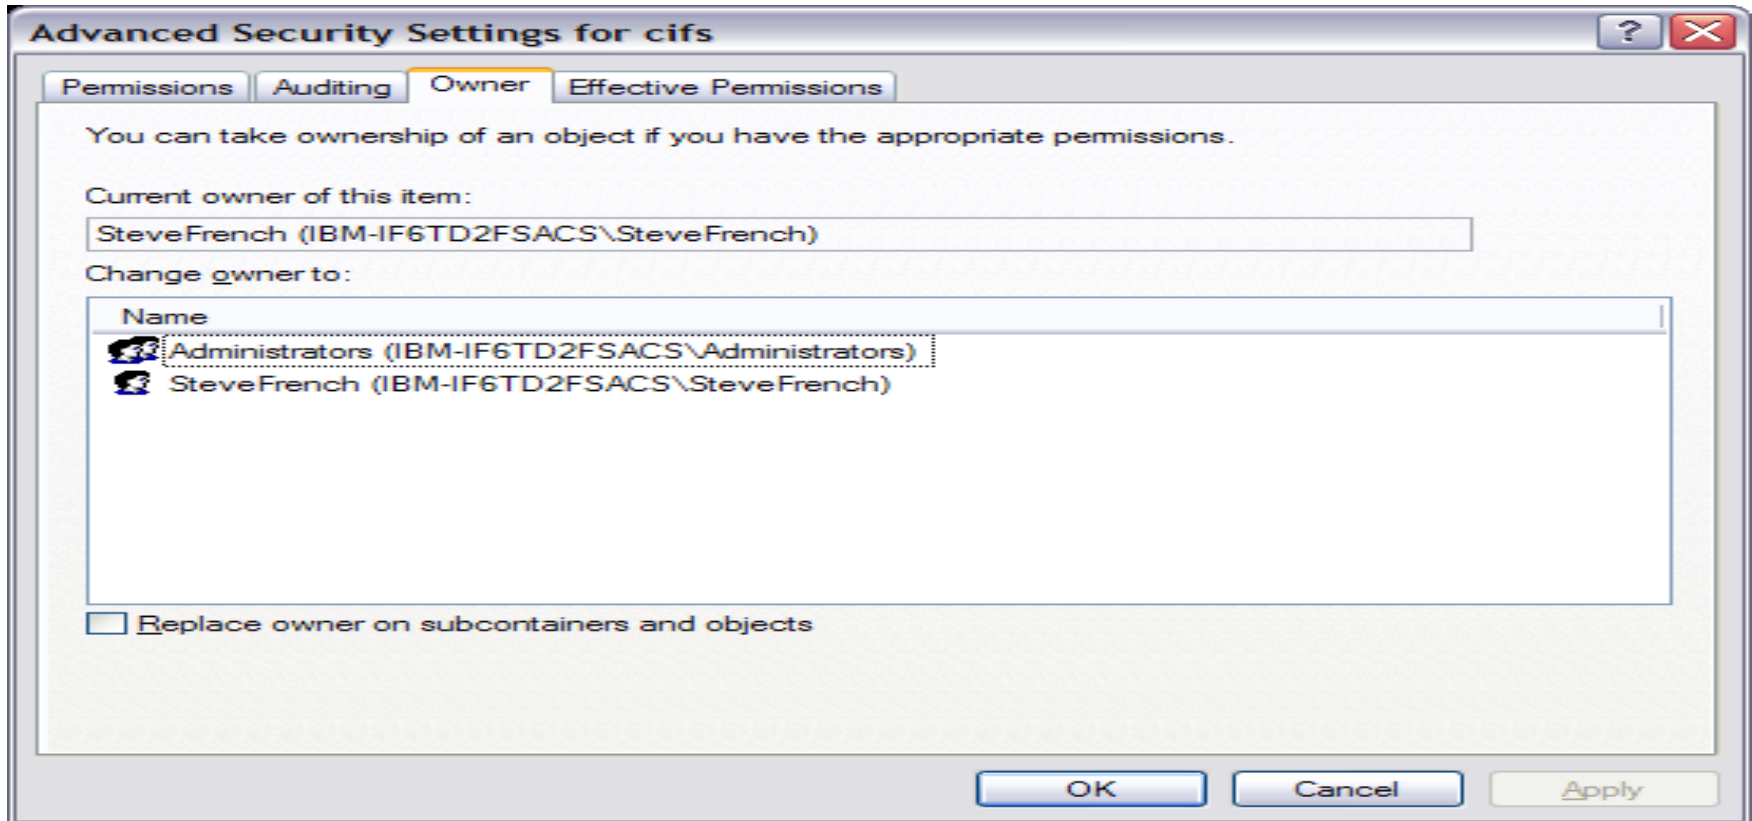 Advanced Security Settings for cifs
?
Permissions Auditing Owner Effective Permissions
You can take ownership of an object if you have the appropriate permissions.
Current owner of this item:
SteveFrench (IBM-IF6TD2FSACS\SteveFrench)
Change owner to:
Name
Administrators (IBM-IF6TD2FSACS\Administrators)
SteveFrench (IBM-IF6TD2FSACS\SteveFrench)
Replace owner on subcontainers and objects
OK Cancel Apply